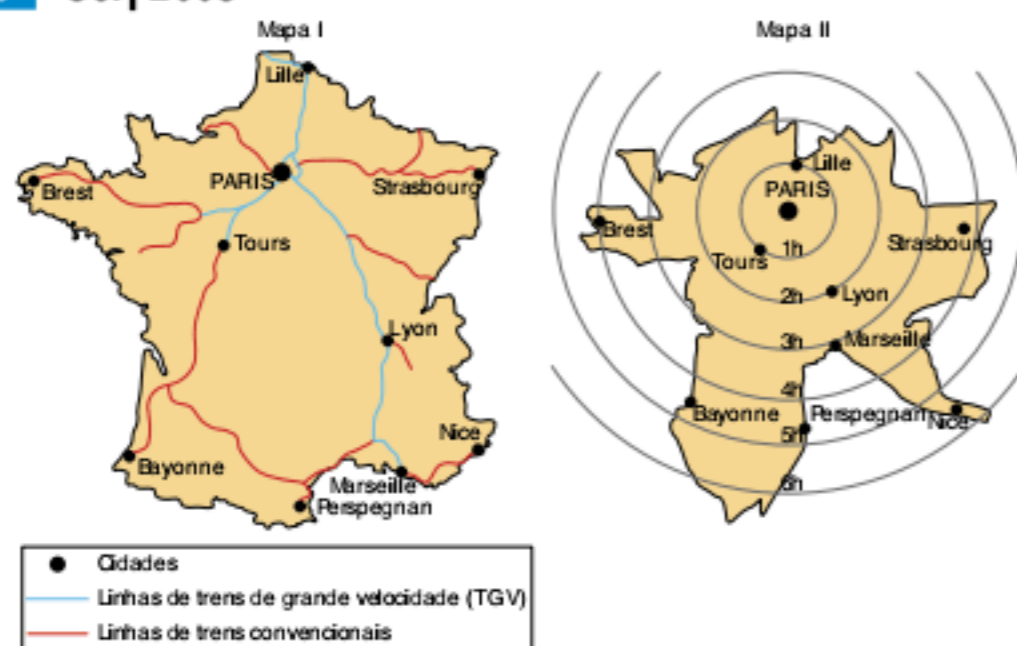 Mapa I
Mapa II
Lille
PARIS
Strasbourg
Brest
Tours
Lyon
Nice
Bayonne
Marseille
Perspegnan
Lille
PARIS
Brest
Strasbourg
1h
Tours
2h
Lyon
3h
Marseille
4h
Bayonne
Perspegnan
Nice
5h
6h
Cidades
Linhas de trens de grande velocidade (TGV)
Linhas de trens convencionais